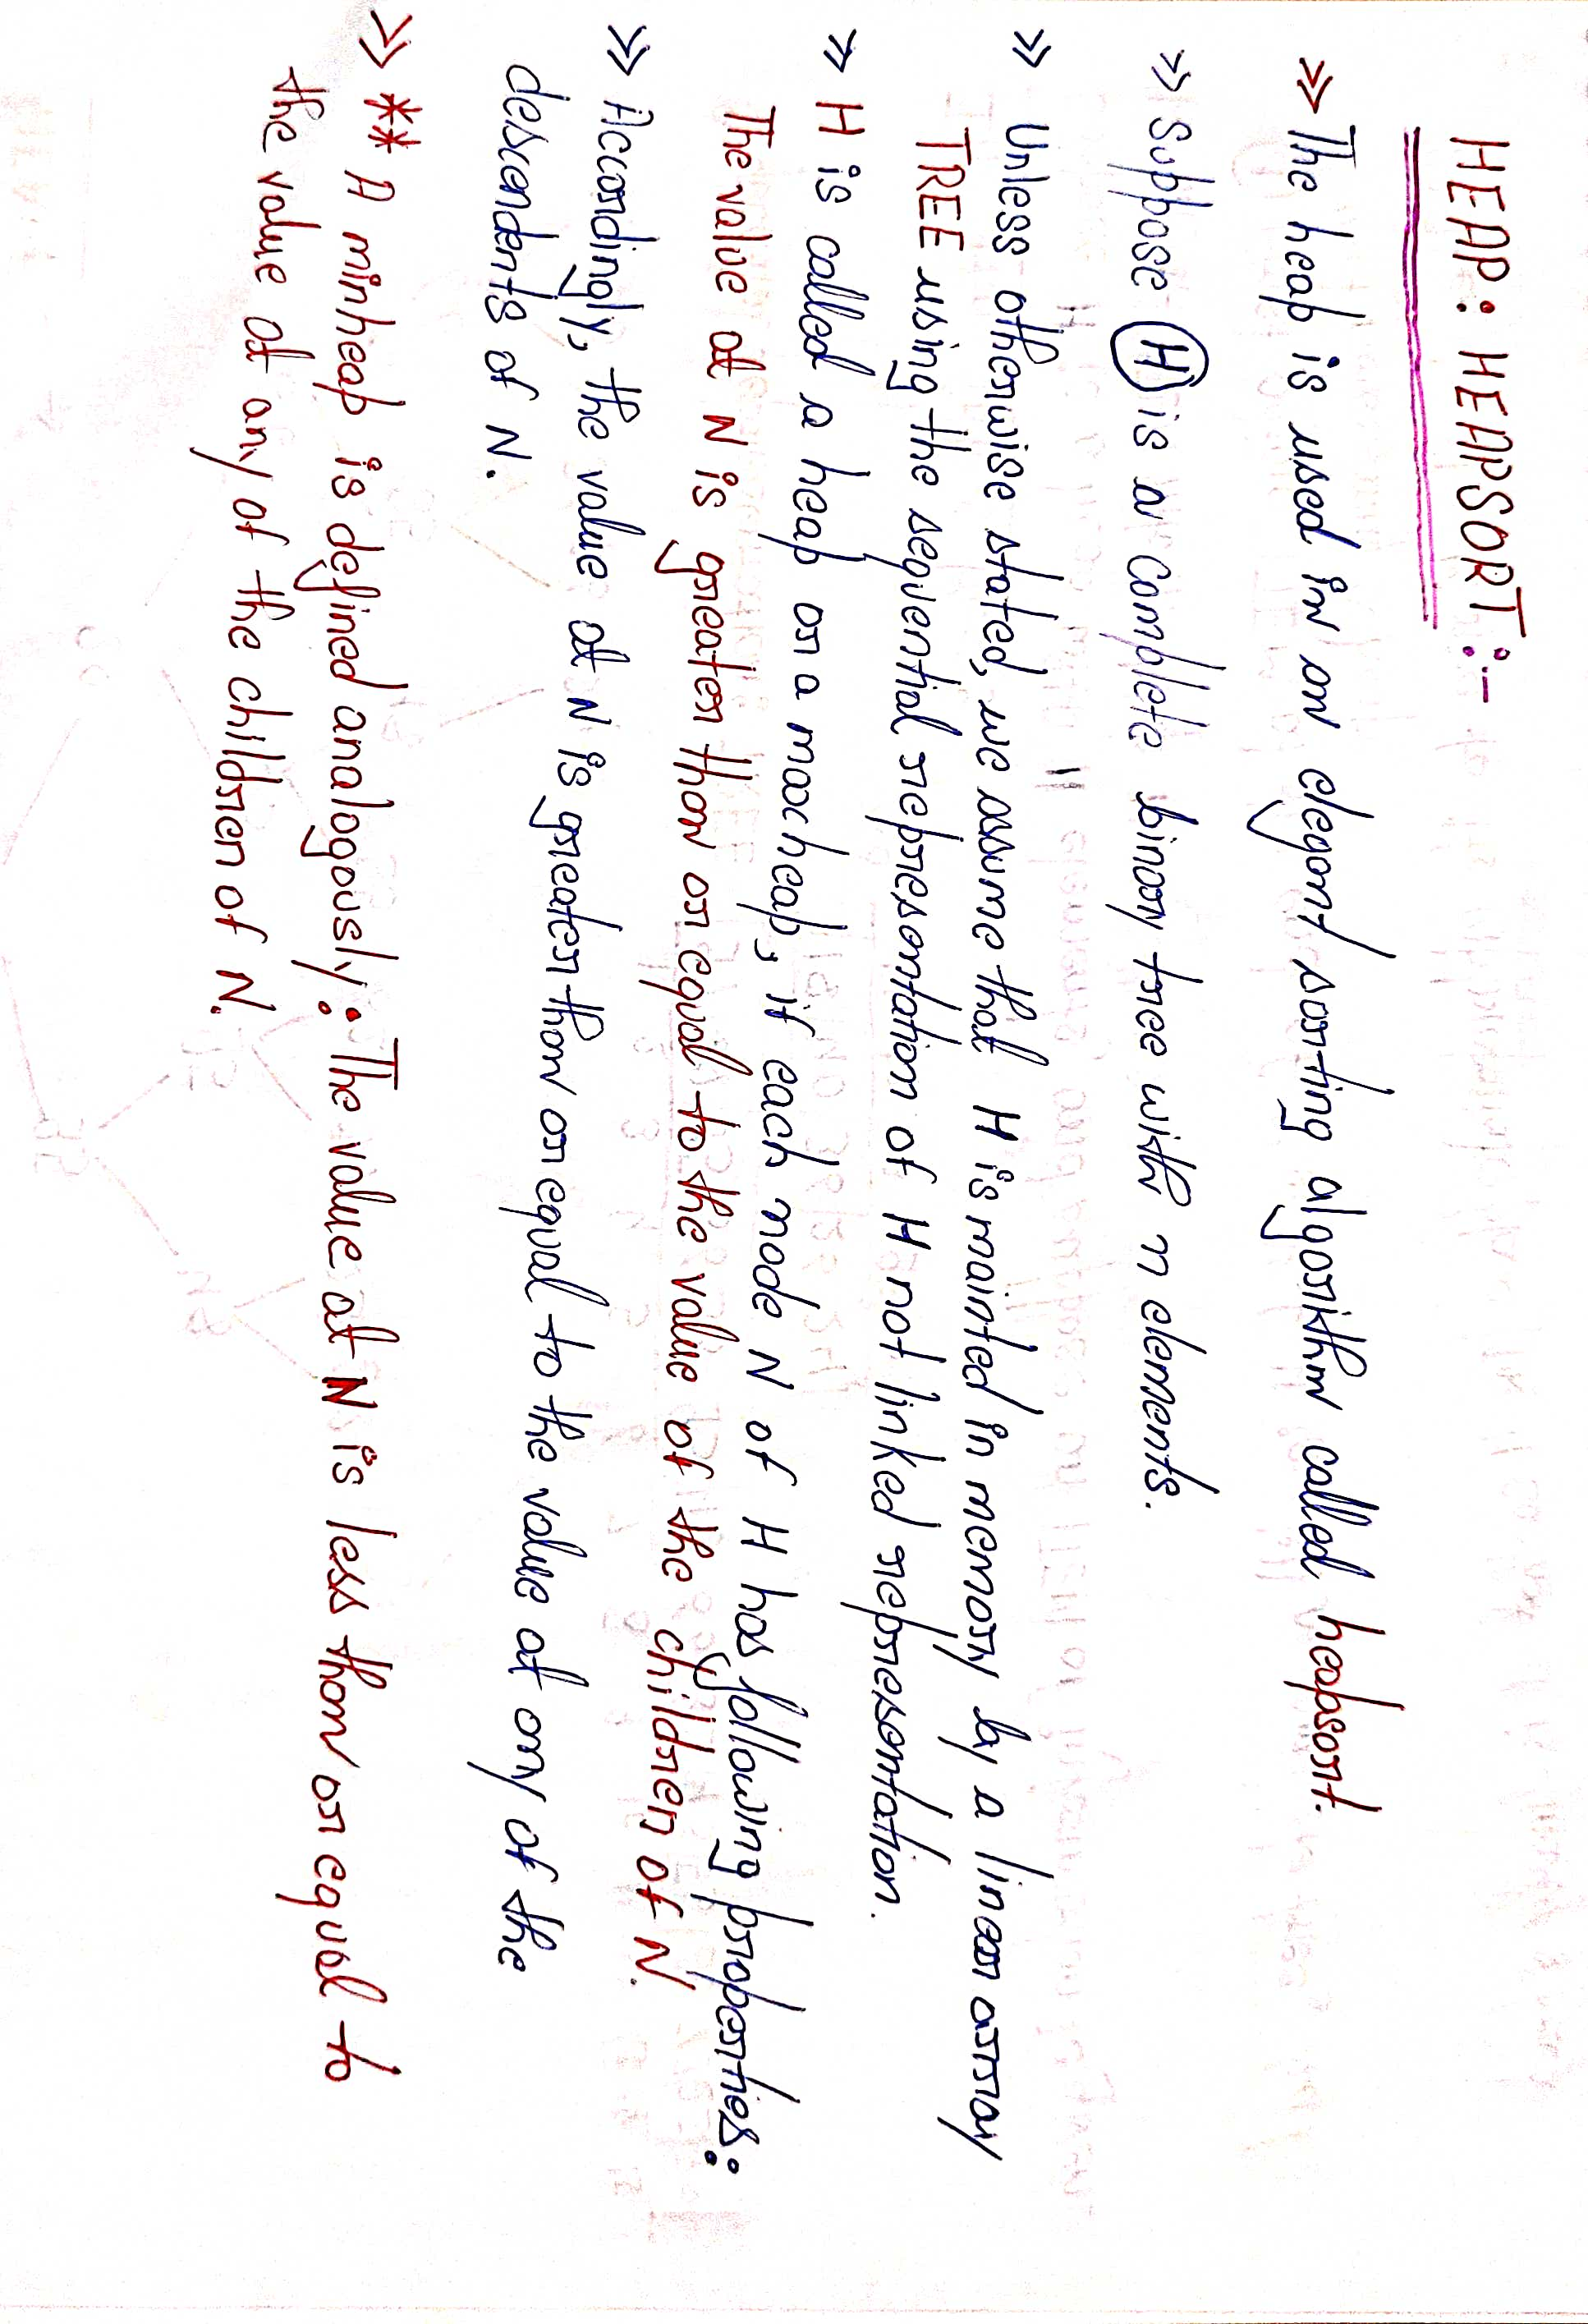 HEAP: HEAPSORT:-
>> The heap is used in an elegant sorting algorithm called heapsort.
>> Suppose H is a complete binary tree with n elements.
>> Unless otherwise stated, we assume that H is mainted in memory by a linear array
TREE using the sequential representation of H not linked representation.
>> H is called a heap or a maxheap, if each node N of H has following properties:
The value at N is greater than or equal to the value of the children of N.
>> Accordingly, the value at N is greater than or equal to the value at any of the
descendents of N.
>> ** A minheap is defined analogously: The value at N is less than or equal to
the value at any of the children of N.